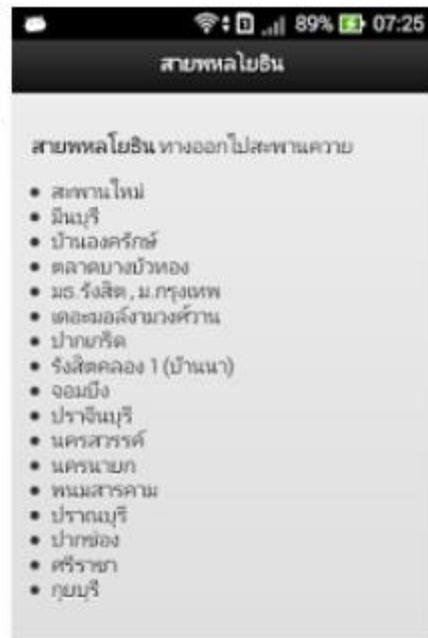 89% 07:25
สายพหลโยธิน
สายพหลโยธิน ทางออกไปสะพานควาย
สะพานใหม่
มีนบุรี
บ้านองครักษ์
ตลาดบางบัวทอง
มธ.รังสิต , ม.กรุงเทพ
เดอะมอล์งามวงศ์วาน
ปากเกร็ด
รังสิตคลอง 1 (บ้านนา)
จอมบึง
ปราจีนบุรี
นครสวรรค์
นครนายก
พนมสารคาม
ปราณบุรี
ปากช่อง
ศรีราชา
กุยบุรี